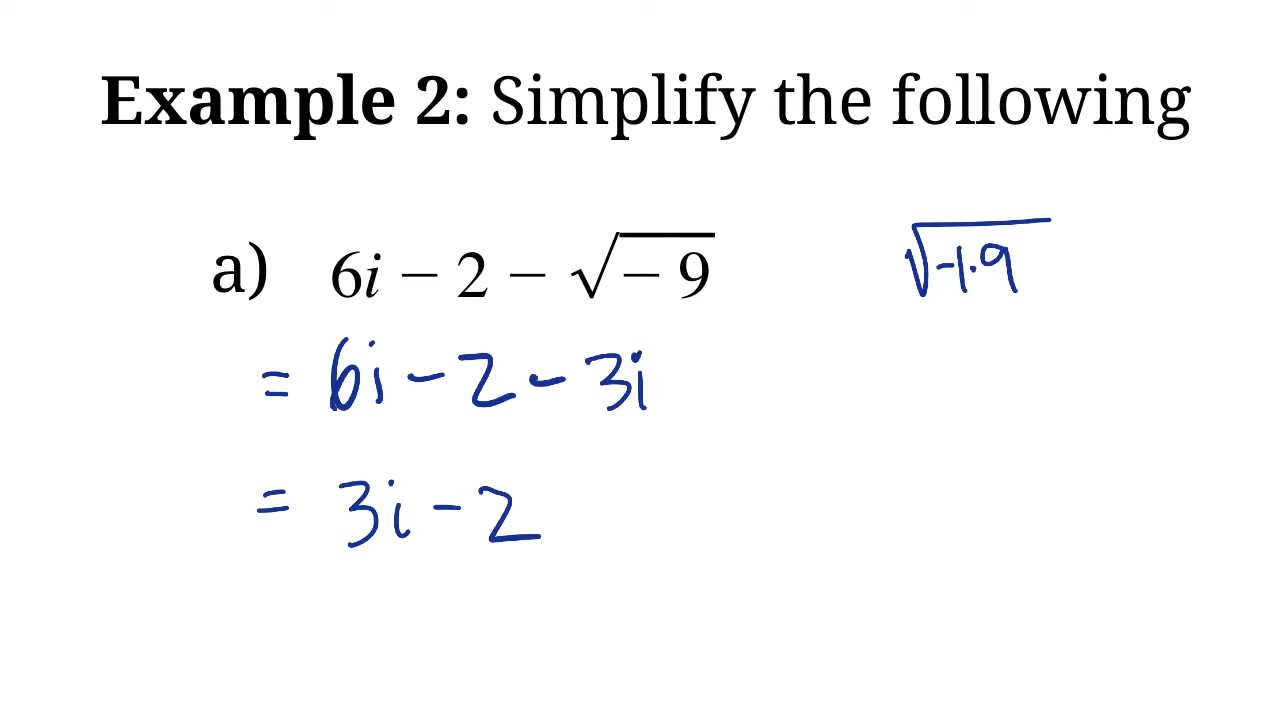 Example 2: Simplify the following
a) 6i − 2 − √−9
√-1·9
= 6i - 2 - 3i
= 3i - 2